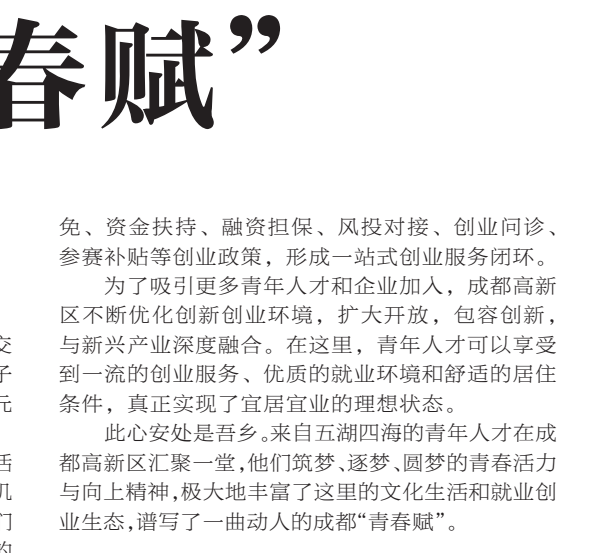 春赋”
免、资金扶持、融资担保、风投对接、创业问诊、
参赛补贴等创业政策，形成一站式创业服务闭环。
为了吸引更多青年人才和企业加入，成都高新
区不断优化创新创业环境，扩大开放，包容创新，
与新兴产业深度融合。在这里，青年人才可以享受
到一流的创业服务、优质的就业环境和舒适的居住
条件，真正实现了宜居宜业的理想状态。
此心安处是吾乡。来自五湖四海的青年人才在成
都高新区汇聚一堂，他们筑梦、逐梦、圆梦的青春活力
与向上精神，极大地丰富了这里的文化生活和就业创
业生态，谱写了一曲动人的成都“青春赋”。